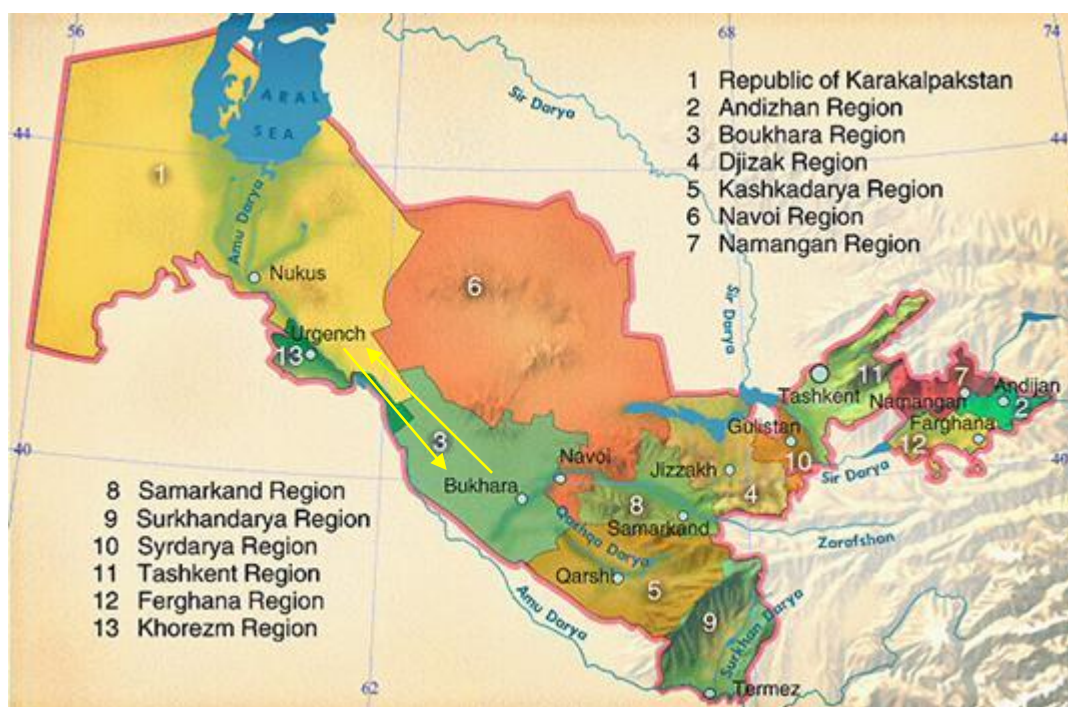 56
68
74
ARAL
SEA
Sir Darya
1 Republic of Karakalpakstan
2 Andizhan Region
3 Boukhara Region
4 Djizak Region
5 Kashkadarya Region
6 Navoi Region
7 Namangan Region
44
44
1
Amu Darya
Nukus
6
Sir Darya
Urgench
13
Tashkent
11
7
Namangan
Andijan
2
Farghana
12
Gulistan
10
40
40
3
Navoi
Jizzakh
4
Sir Darya
Bukhara
8
Samarkand
Zarafshan
Qashqa Darya
Qarshi
5
Amu Darya
9
Surkhan Darya
Termez
62
8 Samarkand Region
9 Surkhandarya Region
10 Syrdarya Region
11 Tashkent Region
12 Ferghana Region
13 Khorezm Region